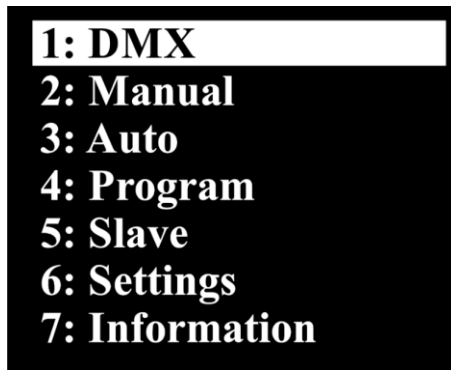 1: DMX
2: Manual
3: Auto
4: Program
5: Slave
6: Settings
7: Information